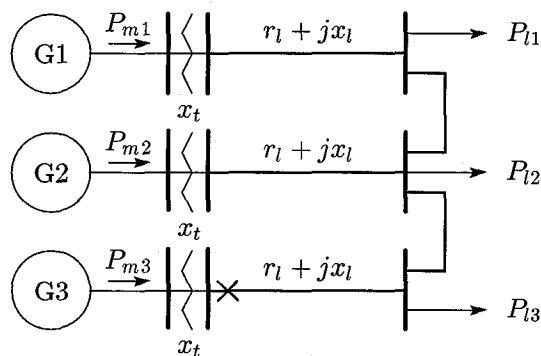 P_{m1}
G1
r_l + jx_l
P_{l1}
x_t
P_{m2}
G2
r_l + jx_l
P_{l2}
x_t
P_{m3}
G3
r_l + jx_l
P_{l3}
x_t